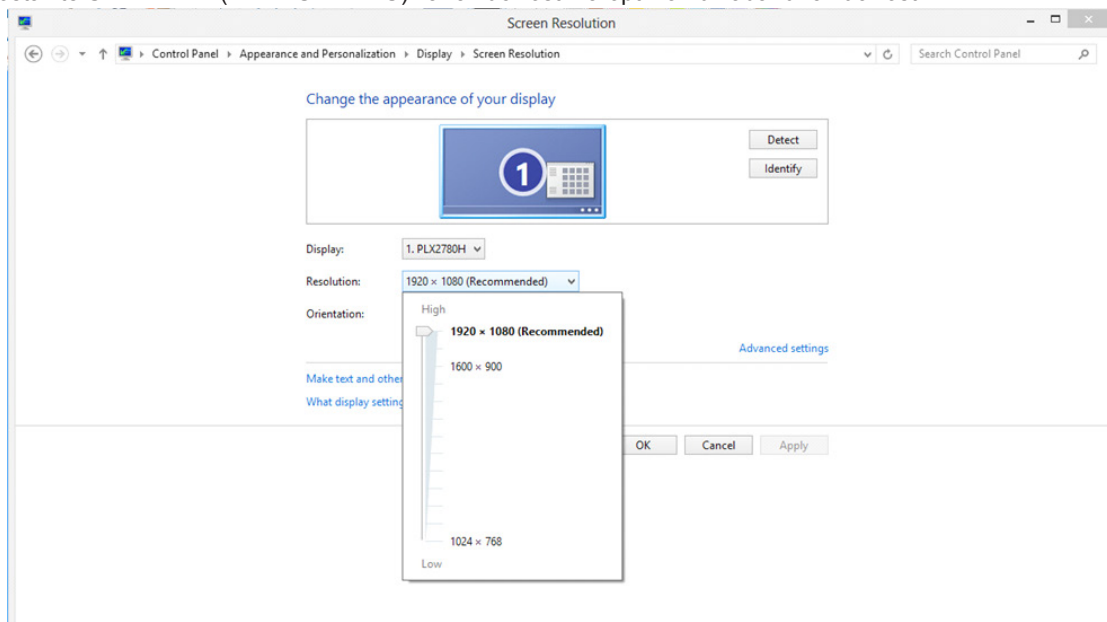 Screen Resolution
Control Panel Appearance and Personalization Display Screen Resolution
Search Control Panel
Change the appearance of your display
1
Detect
Identify
Display: 1. PLX2780H
Resolution: 1920 × 1080 (Recommended)
Orientation:
High
1920 × 1080 (Recommended)
1600 × 900
1024 × 768
Low
Advanced settings
Make text and other
What display setting
OK Cancel Apply